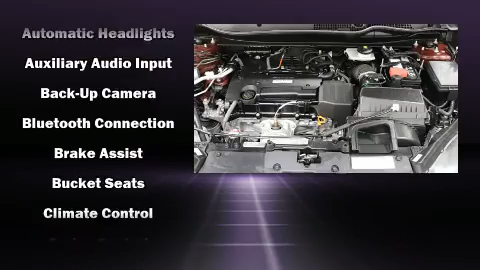 Automatic Headlights
Auxiliary Audio Input
Back-Up Camera
Bluetooth Connection
Brake Assist
Bucket Seats
Climate Control